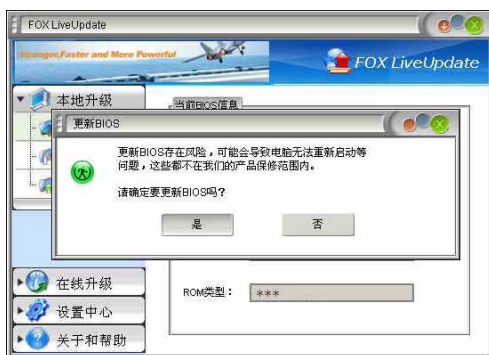 FOX LiveUpdate
Stronger,Faster and More Powerful
FOX LiveUpdate
本地升级
当前BIOS信息
更新BIOS
更新BIOS存在风险，可能会导致电脑无法重新启动等
问题，这些都不在我们的产品保修范围内。
请确定要更新BIOS吗？
是
否
ROM类型：
***
在线升级
设置中心
关于和帮助